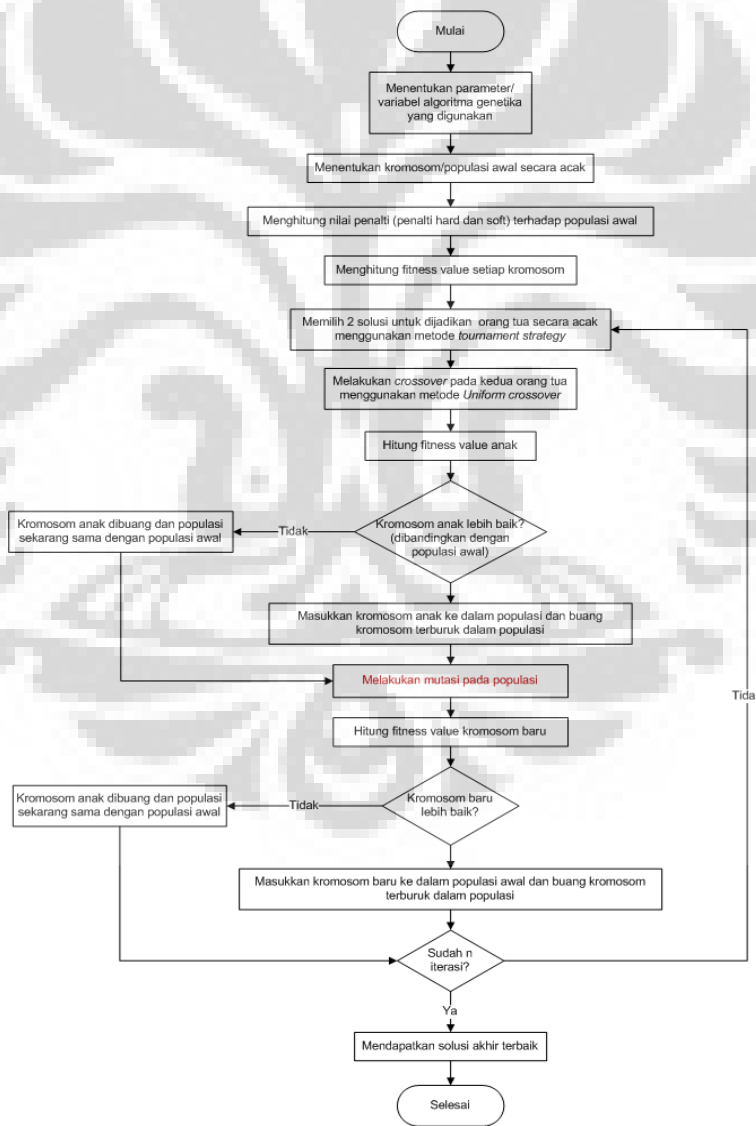 Mulai
Menentukan parameter/
variabel algoritma genetika
yang digunakan
Menentukan kromosom/populasi awal secara acak
Menghitung nilai penalti (penalti hard dan soft) terhadap populasi awal
Menghitung fitness value setiap kromosom
Memilih 2 solusi untuk dijadikan orang tua secara acak
menggunakan metode tournament strategy
Melakukan crossover pada kedua orang tua
menggunakan metode Uniform crossover
Hitung fitness value anak
Kromosom anak lebih baik?
(dibandingkan dengan
populasi awal)
Tidak
Kromosom anak dibuang dan populasi
sekarang sama dengan populasi awal
Masukkan kromosom anak ke dalam populasi dan buang
kromosom terburuk dalam populasi
Melakukan mutasi pada populasi
Tida
Hitung fitness value kromosom baru
Kromosom baru
lebih baik?
Tidak
Kromosom anak dibuang dan populasi
sekarang sama dengan populasi awal
Masukkan kromosom baru ke dalam populasi awal dan buang kromosom
terburuk dalam populasi
Sudah n
iterasi?
Ya
Mendapatkan solusi akhir terbaik
Selesai